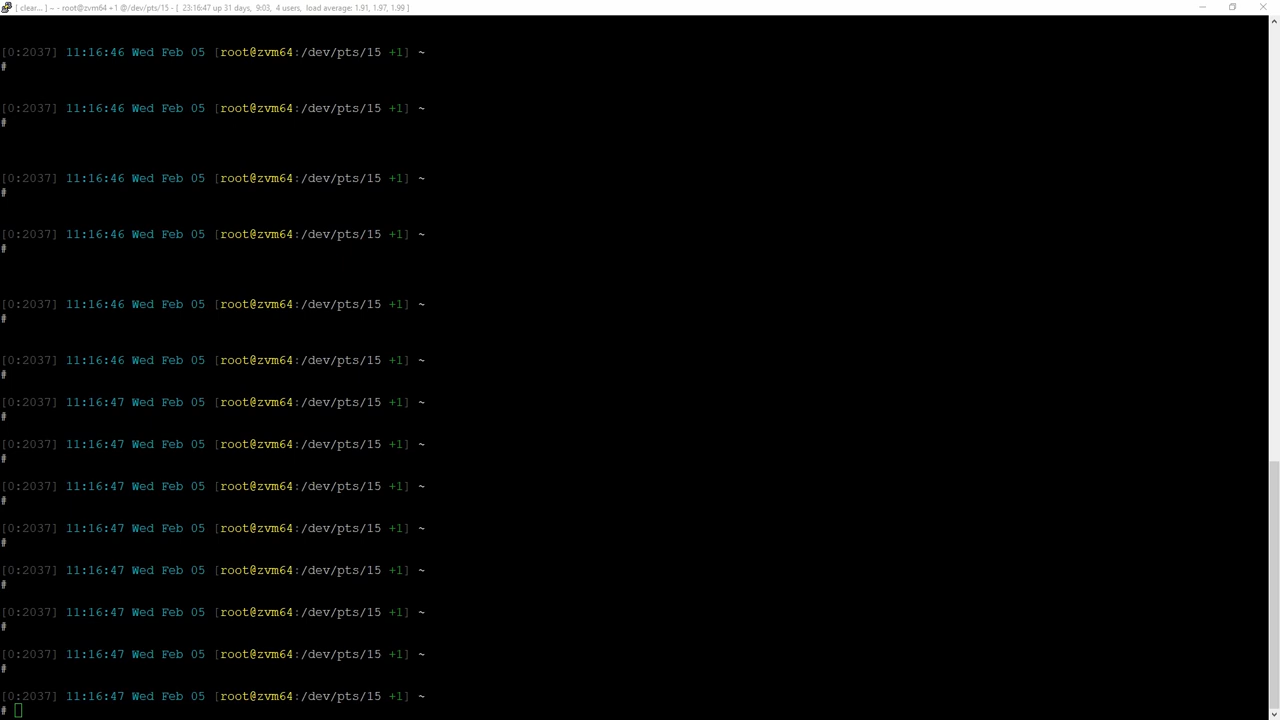 [ clear... ] -- - root@zvm64 +1 @/dev/pts/15 - [  23:16:47 up 31 days,  9:03,  4 users,  load average: 1.91, 1.97, 1.99 ]
[0:2037] 11:16:46 Wed Feb 05 [root@zvm64:/dev/pts/15 +1] ~
#
[0:2037] 11:16:46 Wed Feb 05 [root@zvm64:/dev/pts/15 +1] ~
#
[0:2037] 11:16:46 Wed Feb 05 [root@zvm64:/dev/pts/15 +1] ~
#
[0:2037] 11:16:46 Wed Feb 05 [root@zvm64:/dev/pts/15 +1] ~
#
[0:2037] 11:16:46 Wed Feb 05 [root@zvm64:/dev/pts/15 +1] ~
#
[0:2037] 11:16:46 Wed Feb 05 [root@zvm64:/dev/pts/15 +1] ~
#
[0:2037] 11:16:47 Wed Feb 05 [root@zvm64:/dev/pts/15 +1] ~
#
[0:2037] 11:16:47 Wed Feb 05 [root@zvm64:/dev/pts/15 +1] ~
#
[0:2037] 11:16:47 Wed Feb 05 [root@zvm64:/dev/pts/15 +1] ~
#
[0:2037] 11:16:47 Wed Feb 05 [root@zvm64:/dev/pts/15 +1] ~
#
[0:2037] 11:16:47 Wed Feb 05 [root@zvm64:/dev/pts/15 +1] ~
#
[0:2037] 11:16:47 Wed Feb 05 [root@zvm64:/dev/pts/15 +1] ~
#
[0:2037] 11:16:47 Wed Feb 05 [root@zvm64:/dev/pts/15 +1] ~
#
[0:2037] 11:16:47 Wed Feb 05 [root@zvm64:/dev/pts/15 +1] ~
#